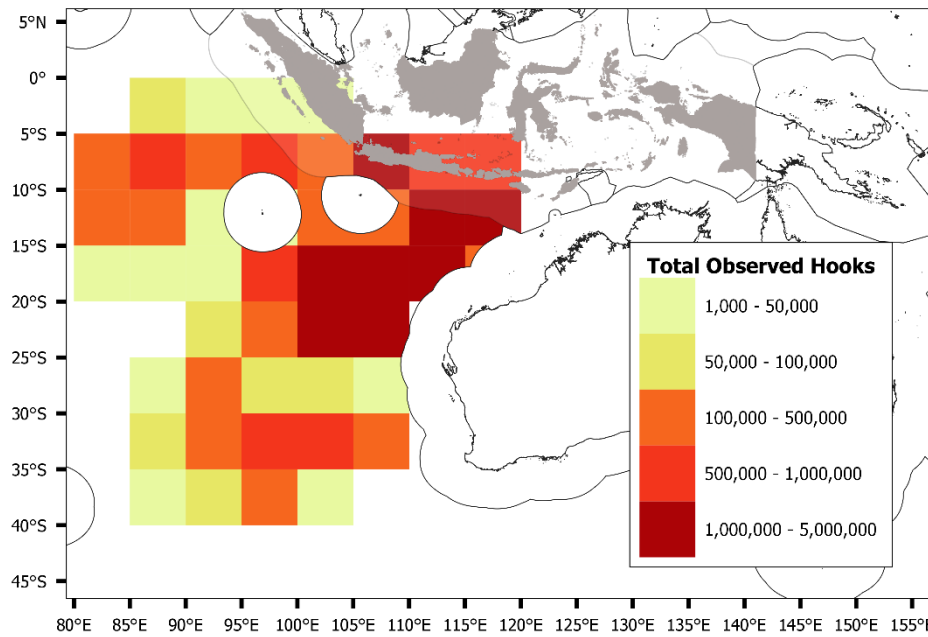 5°N
0°
5°S
10°S
15°S
20°S
25°S
30°S
35°S
40°S
45°S
Total Observed Hooks
1,000 - 50,000
50,000 - 100,000
100,000 - 500,000
500,000 - 1,000,000
1,000,000 - 5,000,000
80°E 85°E 90°E 95°E 100°E 105°E 110°E 115°E 120°E 125°E 130°E 135°E 140°E 145°E 150°E 155°E